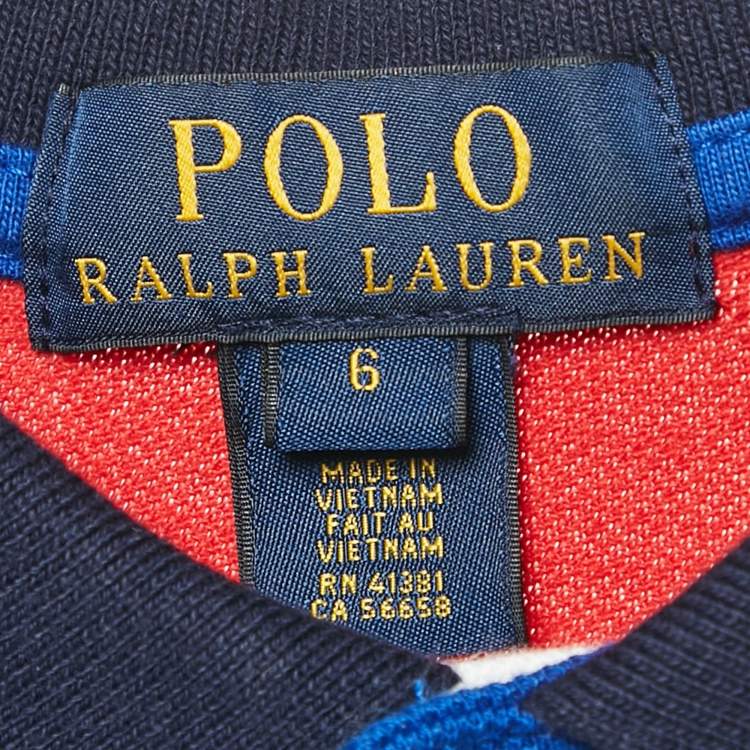 POLO
RALPH LAUREN
6
MADE IN
VIETNAM
FAIT AU
VIETNAM
RN 41381
CA 56658